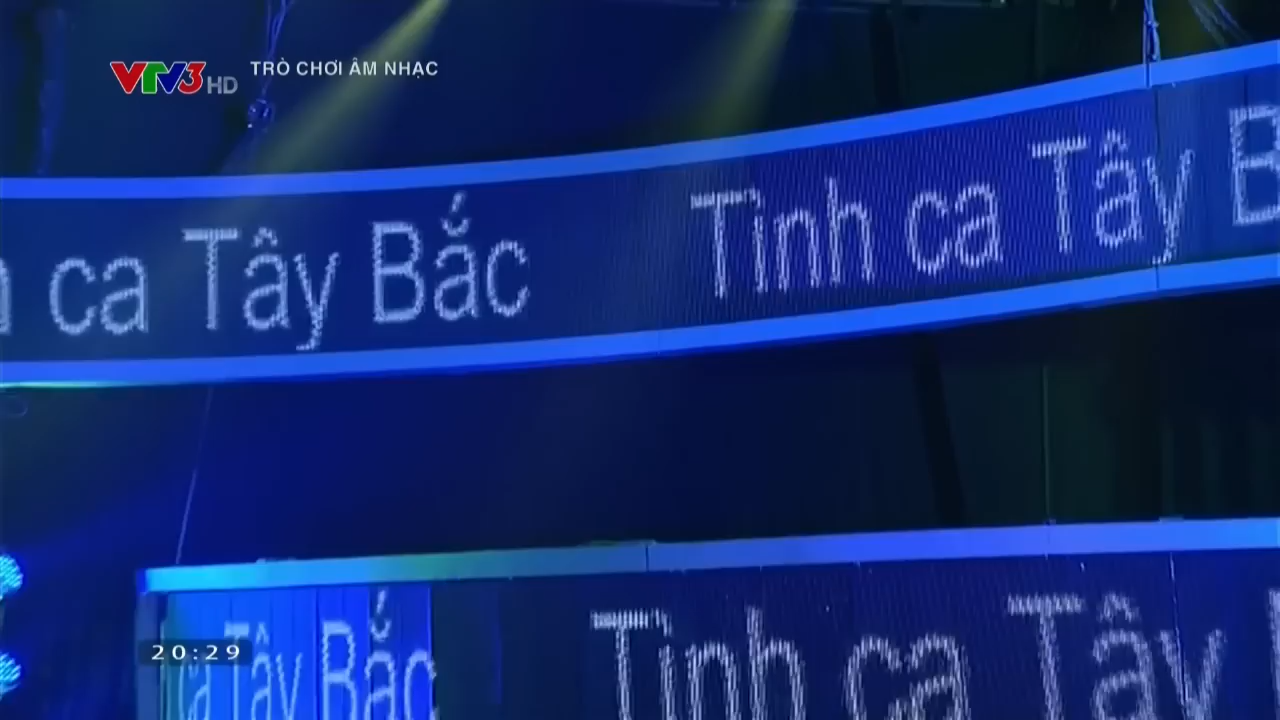 VTV3 HD TRÒ CHƠI ÂM NHẠC
ca Tây Bắc Tình ca Tây
20:29
ca Tây Bắc Tình ca Tây